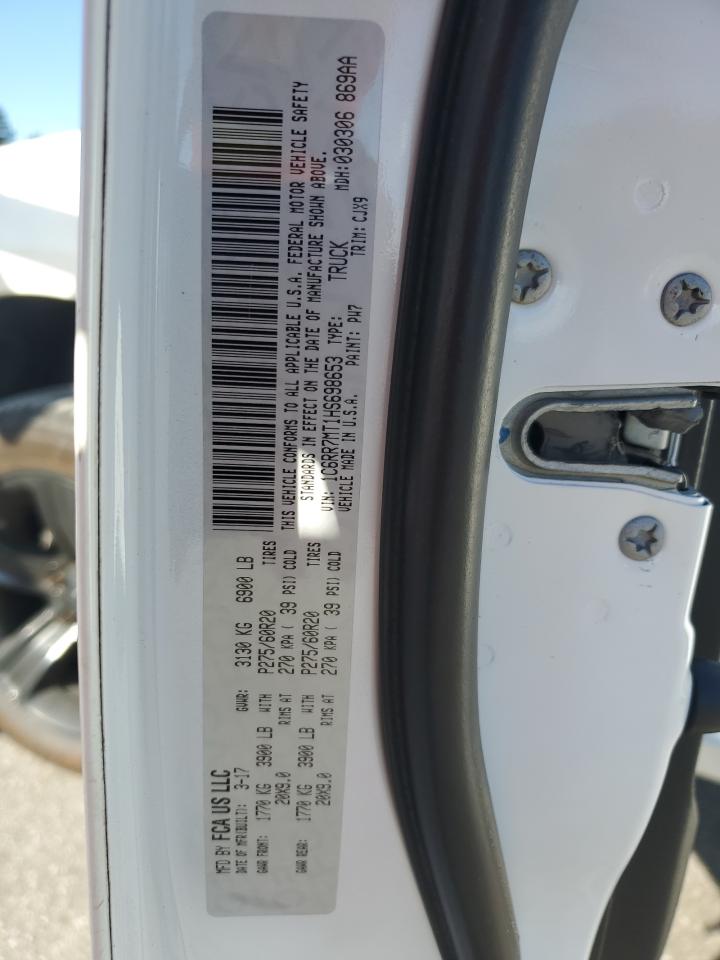 MFD BY FCA US LLC
DATE OF MFR(BUILT): 3-17 GVWR: 3130 KG 6900 LB
GAWR FRONT: 1770 KG 3900 LB WITH P275/60R20 TIRES
20X9.0 RIMS AT 270 KPA ( 39 PSI) COLD
GAWR REAR: 1770 KG 3900 LB WITH P275/60R20 TIRES
20X9.0 RIMS AT 270 KPA ( 39 PSI) COLD
THIS VEHICLE CONFORMS TO ALL APPLICABLE U.S.A. FEDERAL MOTOR VEHICLE SAFETY
STANDARDS IN EFFECT ON THE DATE OF MANUFACTURE SHOWN ABOVE.
VIN: 1C6RR7MT1HS698653 TYPE: TRUCK MDH:030306 869AA
VEHICLE MADE IN U.S.A. PAINT: PW7 TRIM: CJX9